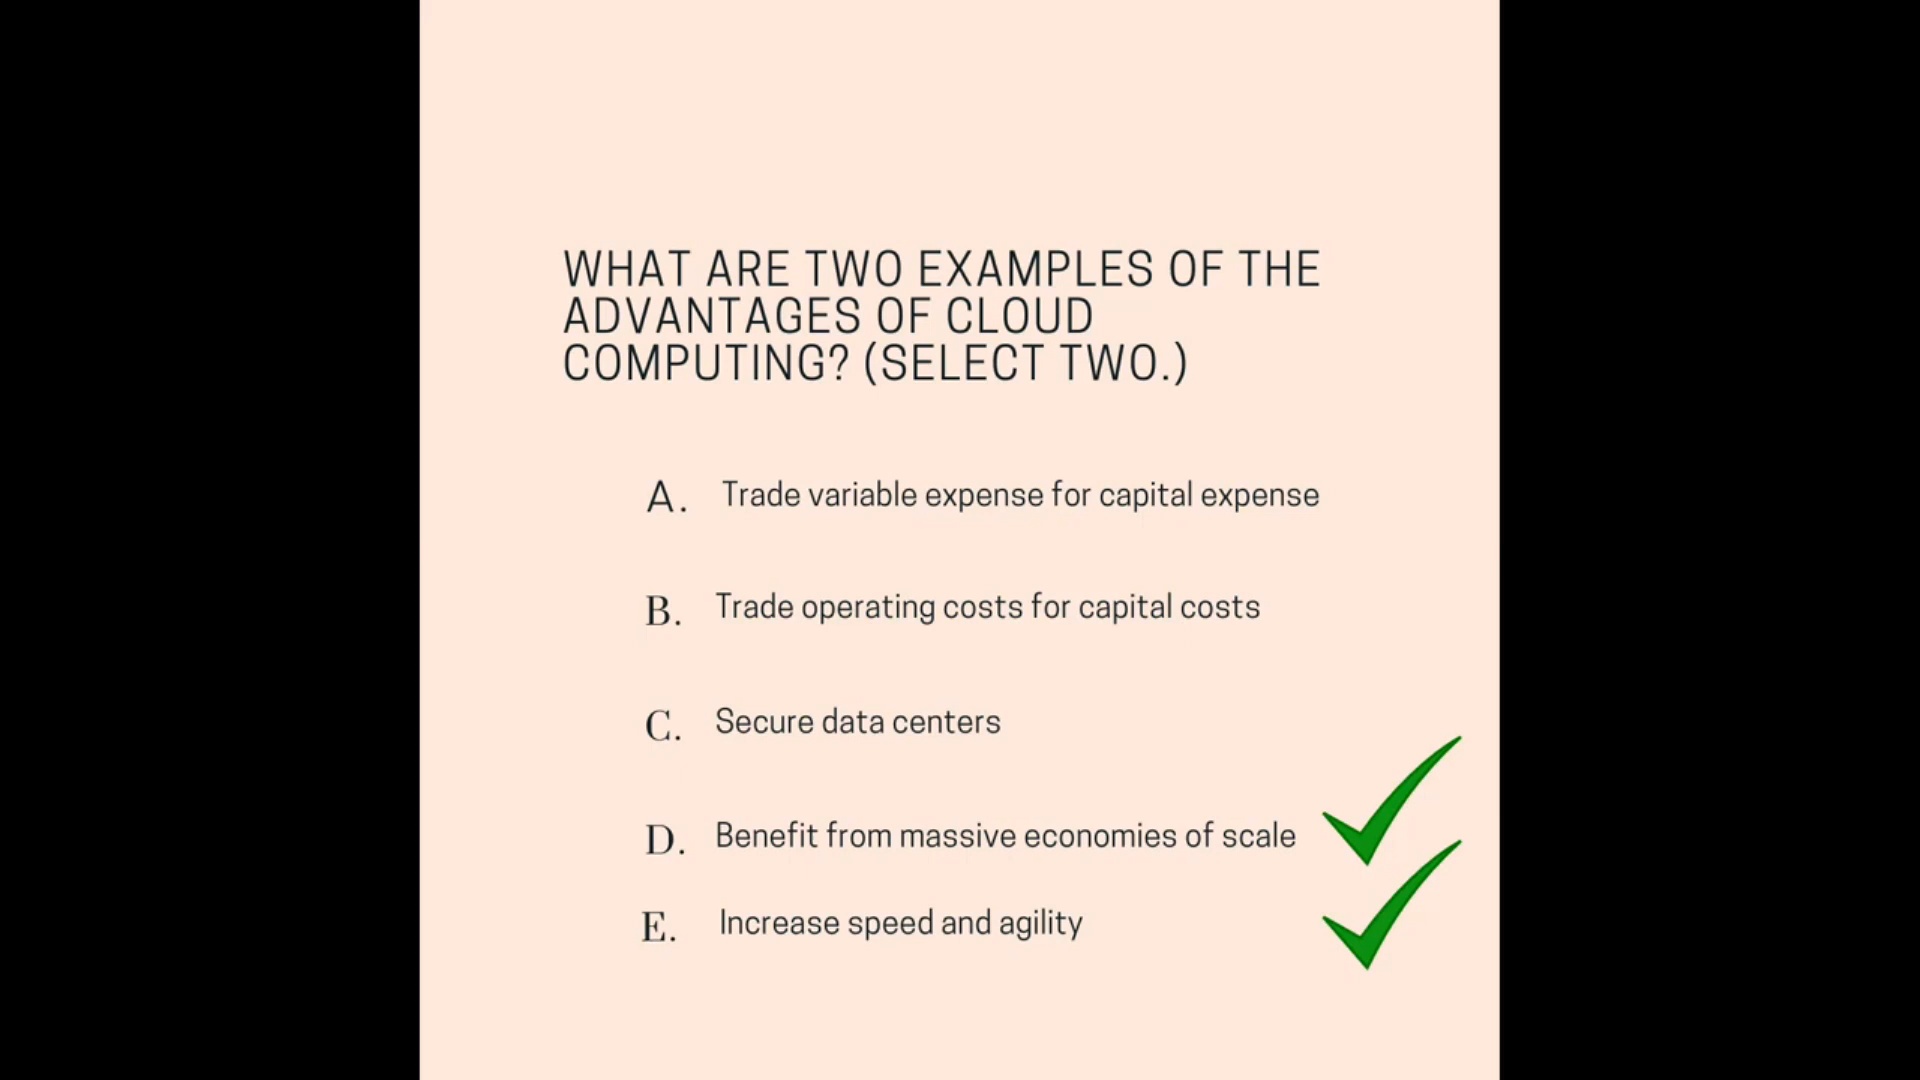 WHAT ARE TWO EXAMPLES OF THE
ADVANTAGES OF CLOUD
COMPUTING? (SELECT TWO.)
A. Trade variable expense for capital expense
B. Trade operating costs for capital costs
C. Secure data centers
D. Benefit from massive economies of scale
E. Increase speed and agility